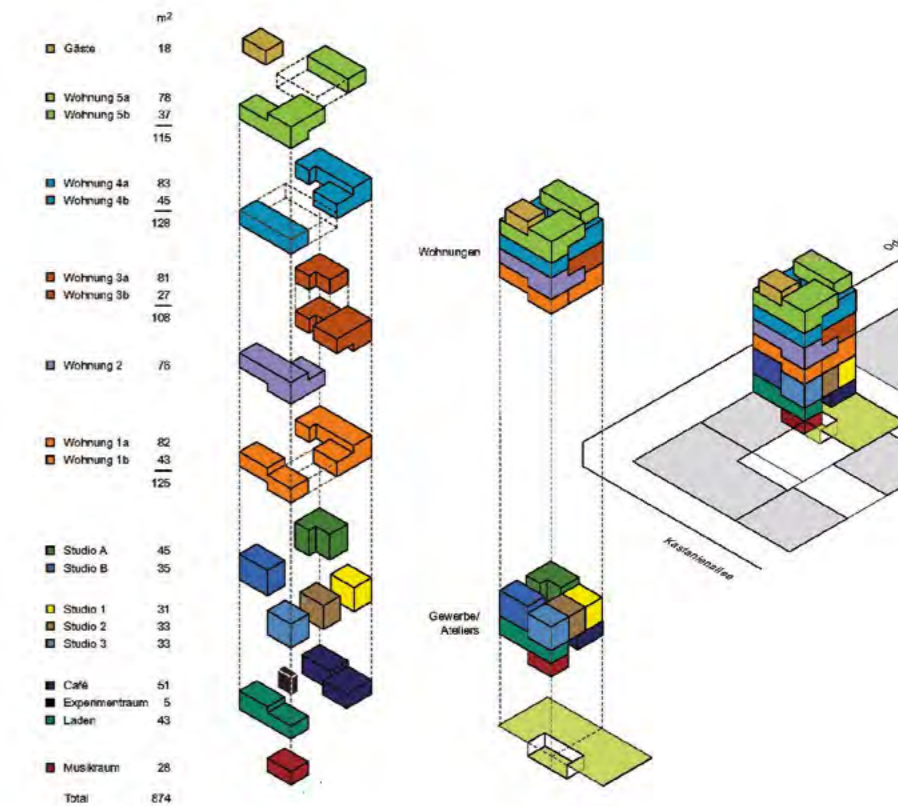 m²
Gäste 18
Wohnung 5a 78
Wohnung 5b 37
115
Wohnung 4a 83
Wohnung 4b 45
128
Wohnungen
Wohnung 3a 81
Wohnung 3b 27
108
Wohnung 2 76
Wohnung 1a 82
Wohnung 1b 43
125
Studio A 45
Studio B 35
Kastanienallee
Studio 1 31
Studio 2 33
Studio 3 33
Gewerbe/
Ateliers
Café 51
Experimentraum 5
Laden 43
Musikraum 28
Total 874